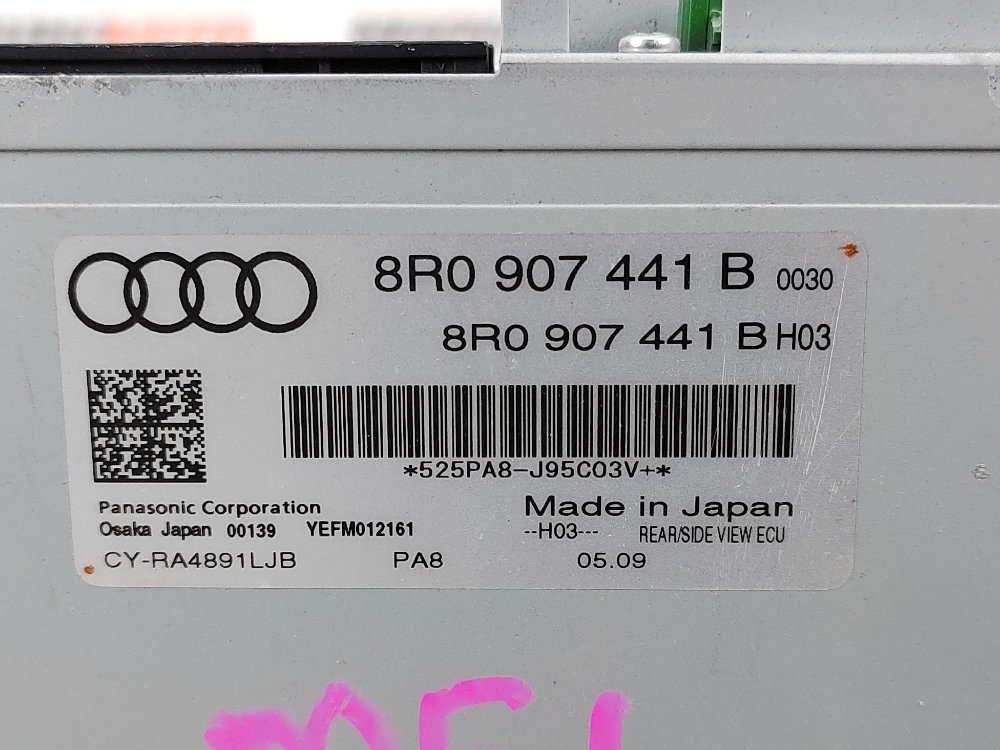 8R0 907 441 B 0030
8R0 907 441 B H03
*525PA8-J95C03V+*
Panasonic Corporation
Made in Japan
Osaka Japan 00139 YEFM012161
--H03--- REAR/SIDE VIEW ECU
CY-RA4891LJB PA8 05.09